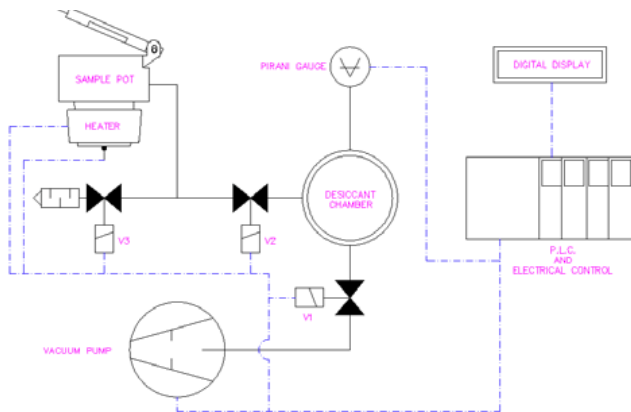 SAMPLE POT
PIRANI GAUGE
DIGITAL DISPLAY
HEATER
DESICCANT
CHAMBER
V3
V2
P.L.C.
AND
ELECTRICAL CONTROL
V1
VACUUM PUMP